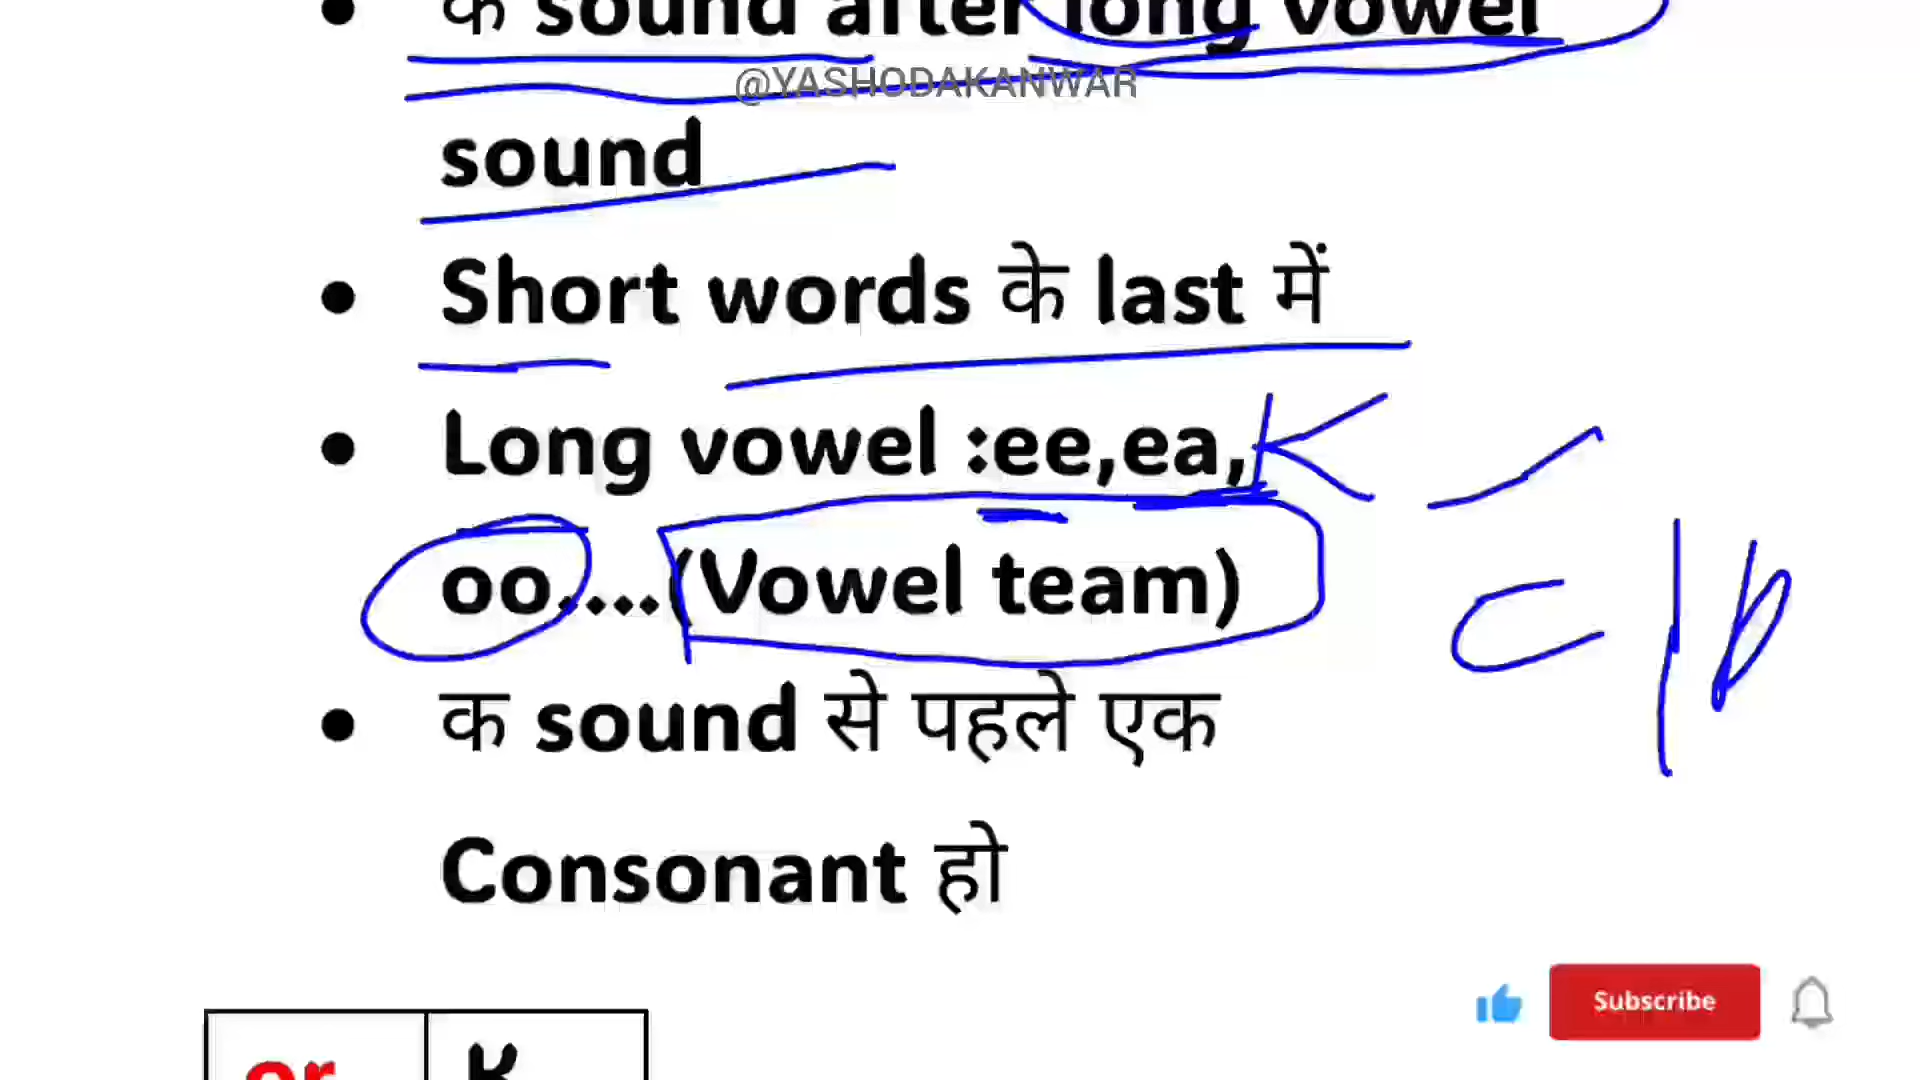 क sound after long vowel
@YASHODAKANWAR
sound
Short words के last में
Long vowel :ee,ea,K
oo....(Vowel team)
c
क sound से पहले एक
Consonant हो
Subscribe
or K